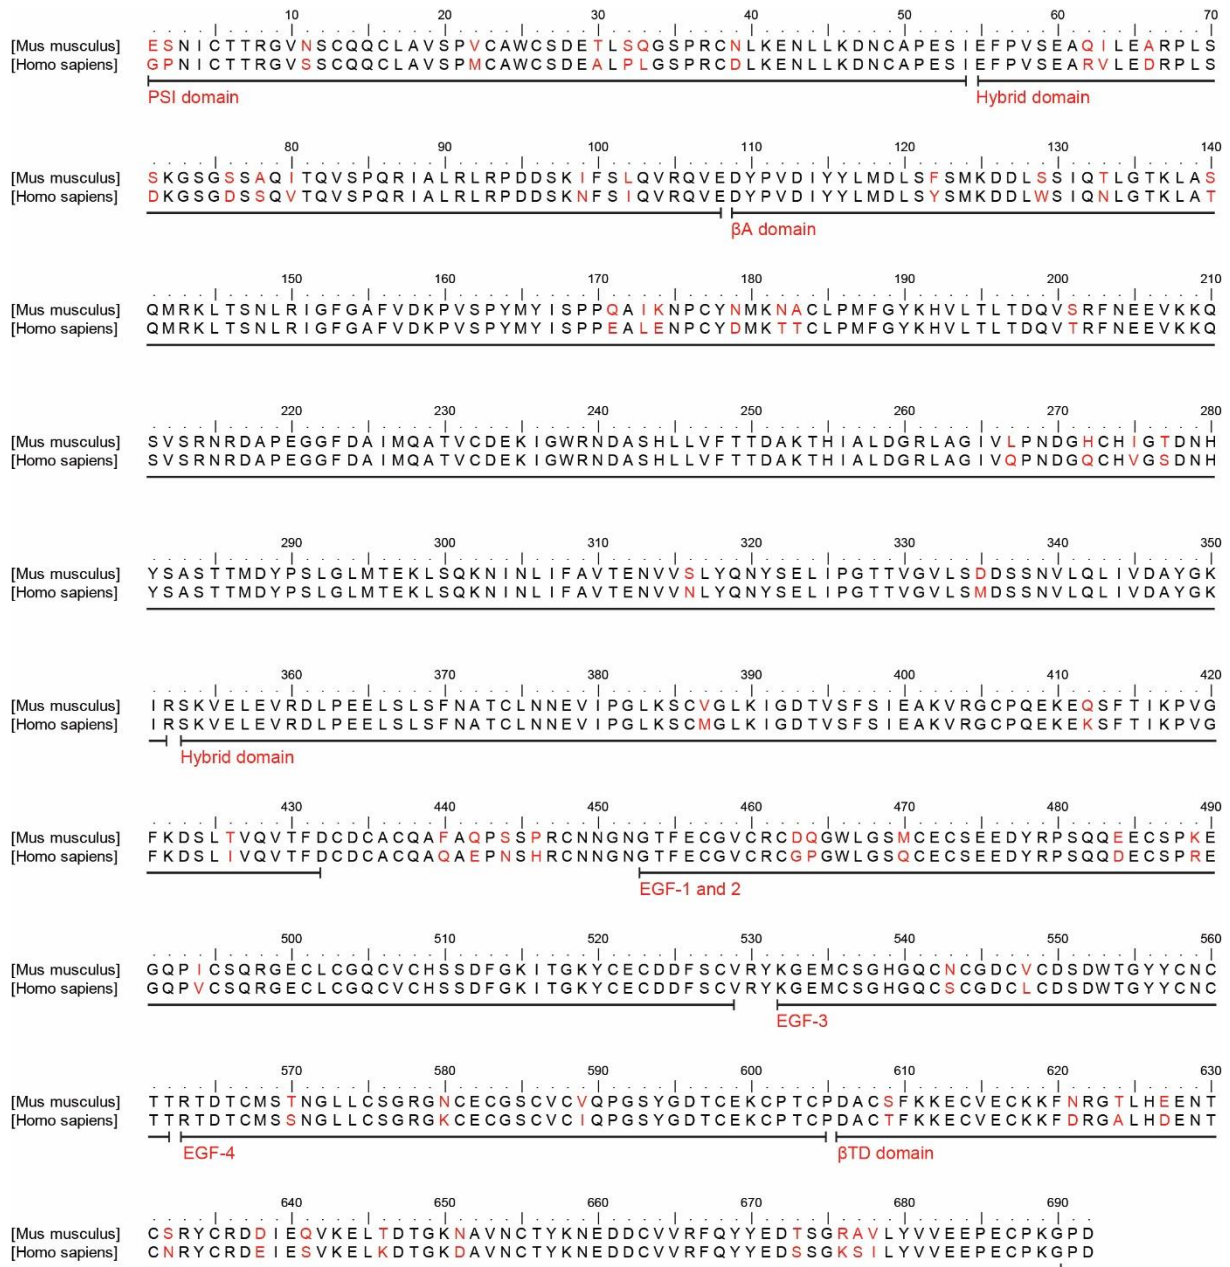 10 20 30 40 50 60 70
[Mus musculus] ESNICTTRGVNSCQQCLAVSPVCAWCSDETLSQGSPRCNLKENLLKDNCAPESIEFPVSEAQILEARPLS
[Homo sapiens] GPNICTTRGVSSCQQCLAVSPMCAWCSDEALPLGSPRCDLKENLLKDNCAPESIEFPVSEARVLEDRPLS
PSI domain Hybrid domain
80 90 100 110 120 130 140
[Mus musculus] SKGSGSSAQITQVSPQRIALRLRPDDSKIFSLQVRQVEDYPVDIYYLMDLSFSMKDDLSSIQTLGTKLAS
[Homo sapiens] DKGSGDSSQVTQVSPQRIALRLRPDDSKNFSIQVRQVEDYPVDIYYLMDLSYSMKDDLWSIQNLGTKLAT
βA domain
150 160 170 180 190 200 210
[Mus musculus] QMRKLTSNLRIGFGAFVDKPVSPYMYISPPQAIKNPCYNMKNACLPMFGYKHVLTLTDQVSRFNEEVKKQ
[Homo sapiens] QMRKLTSNLRIGFGAFVDKPVSPYMYISPPEALENPCYDMKTTCLPMFGYKHVLTLTDQVTRFNEEVKKQ
220 230 240 250 260 270 280
[Mus musculus] SVSRNRDAPEGGFDAIMQATVCDEKIGWRNDASHLLVFTTDAKTHIALDGRLAGIVLPNDGHCHIGTDNH
[Homo sapiens] SVSRNRDAPEGGFDAIMQATVCDEKIGWRNDASHLLVFTTDAKTHIALDGRLAGIVQPNDGQCHVGSDNH
290 300 310 320 330 340 350
[Mus musculus] YSASTTMDYPSLGLMTEKLSQKNINLIFAVTENVVSLYQNYSELIPGTTVGVLSDDSSNVLQLIVDAYGK
[Homo sapiens] YSASTTMDYPSLGLMTEKLSQKNINLIFAVTENVVNLYQNYSELIPGTTVGVLSMDSSNVLQLIVDAYGK
360 370 380 390 400 410 420
[Mus musculus] IRSKVELEVRDLPEELSLSFNATCLNNEVIPGLKSCVGLKIGDTVSFSIEAKVRGCPQEKEQSFTIKPVG
[Homo sapiens] IRSKVELEVRDLPEELSLSFNATCLNNEVIPGLKSCMGLKIGDTVSFSIEAKVRGCPQEKEKSFTIKPVG
Hybrid domain
430 440 450 460 470 480 490
[Mus musculus] FKDSLTVQVTFDCDCACQAFAQPSSPRCNNGNGTFECGVCRCDQGWLGSMCECSEEDYRPSQQEECSPKE
[Homo sapiens] FKDSLIVQVTFDCDCACQAQAEPNSHRCNNGNGTFECGVCRCGPGWLGSQCECSEEDYRPSQQDECSPRE
EGF-1 and 2
500 510 520 530 540 550 560
[Mus musculus] GQPICSQRGECLCGQCVCHSSDFGKITGKYCECDDFSCVRYKGEMCSGHGQCNCGDCVCDSDWTGYYCNC
[Homo sapiens] GQPVCSQRGECLCGQCVCHSSDFGKITGKYCECDDFSCVRYKGEMCSGHGQCSCGDCLCDSDWTGYYCNC
EGF-3
570 580 590 600 610 620 630
[Mus musculus] TTRTDTCMSTNGLLCSGRGNCECGSCVCVQPGSYGDTCEKCPTCPDACSFKKECVECKKFNRGTLHEENT
[Homo sapiens] TTRTDTCMSSNGLLCSGRGKCECGSCVCIQPGSYGDTCEKCPTCPDACTFKKECVECKKFDRGALHDENT
EGF-4 βTD domain
640 650 660 670 680 690
[Mus musculus] CSRYCRDDIEQVKELTDTGKNAVNCTYKNEDDCVVRFQYYEDTSGRAVLYVVEEPECPKGPD
[Homo sapiens] CNRYCRDEIESVKELKDTGKDAVNCTYKNEDDCVVRFQYYEDSSGKSILYVVEEPECPKGPD